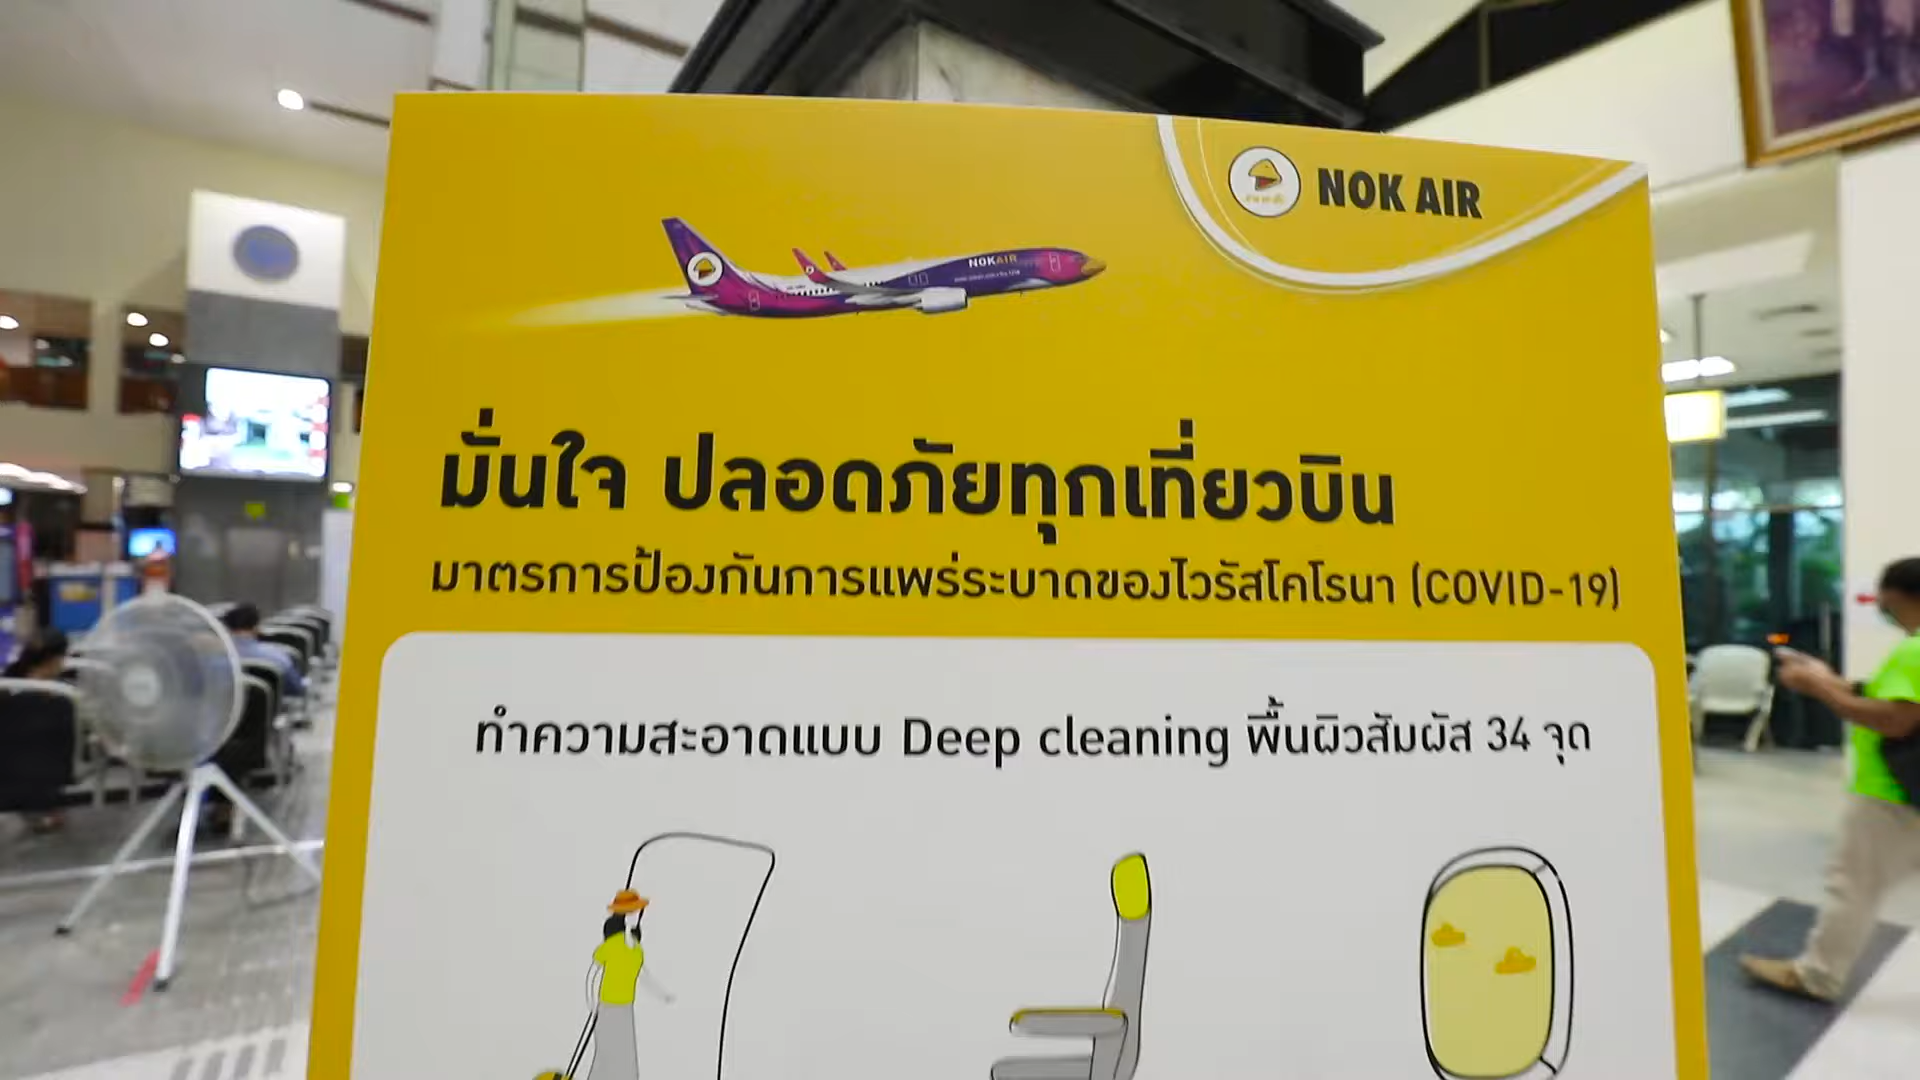 NOK AIR
NOKAIR
มั่นใจ ปลอดภัยทุกเที่ยวบิน
มาตรการป้องกันการแพร่ระบาดของไวรัสโคโรนา (COVID-19)
ทำความสะอาดแบบ Deep cleaning พื้นผิวสัมผัส 34 จุด